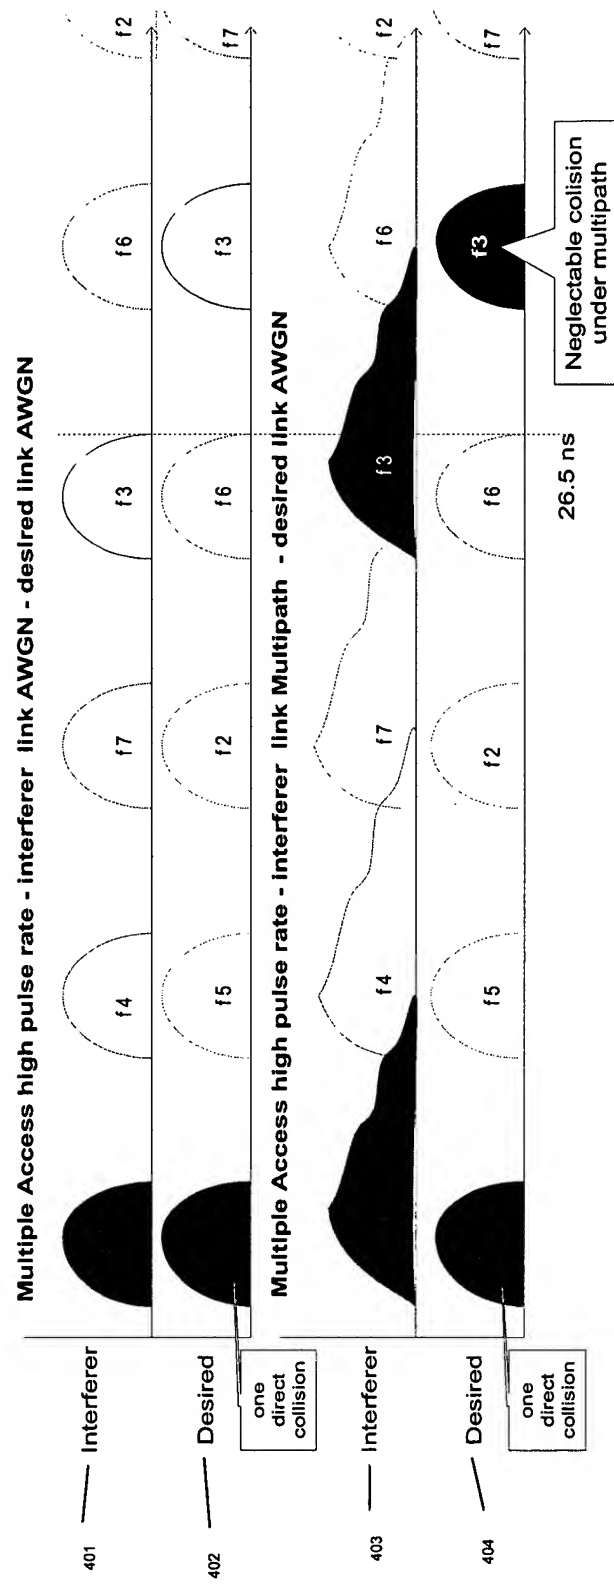 Multiple Access high pulse rate - interferer link AWGN - desired link AWGN
401
Interferer
f4
f7
f3
f6
f2
402
Desired
f5
f2
f6
f3
f7
one
direct
collision
Multiple Access high pulse rate - interferer link Multipath - desired link AWGN
403
Interferer
f4
f7
f3
f6
f2
404
Desired
f5
f2
f6
f3
f7
one
direct
collision
26.5 ns
Neglectable colision
under multipath